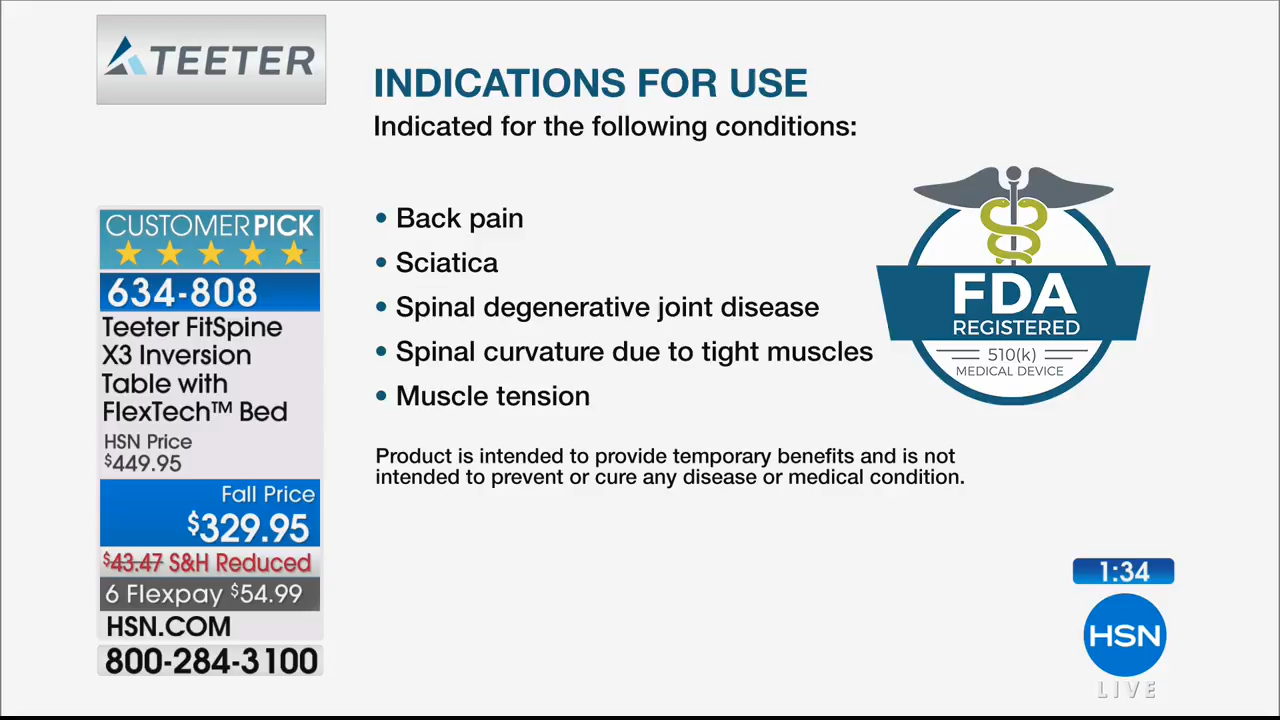 TEETER
INDICATIONS FOR USE
Indicated for the following conditions:
• Back pain
• Sciatica
• Spinal degenerative joint disease
• Spinal curvature due to tight muscles
• Muscle tension
Product is intended to provide temporary benefits and is not
intended to prevent or cure any disease or medical condition.
FDA
REGISTERED
510(k)
MEDICAL DEVICE
CUSTOMER PICK
634-808
Teeter FitSpine
X3 Inversion
Table with
FlexTech™ Bed
HSN Price
$449.95
Fall Price
$329.95
$43.47 S&H Reduced
6 Flexpay $54.99
HSN.COM
800-284-3100
1:34
HSN
LIVE